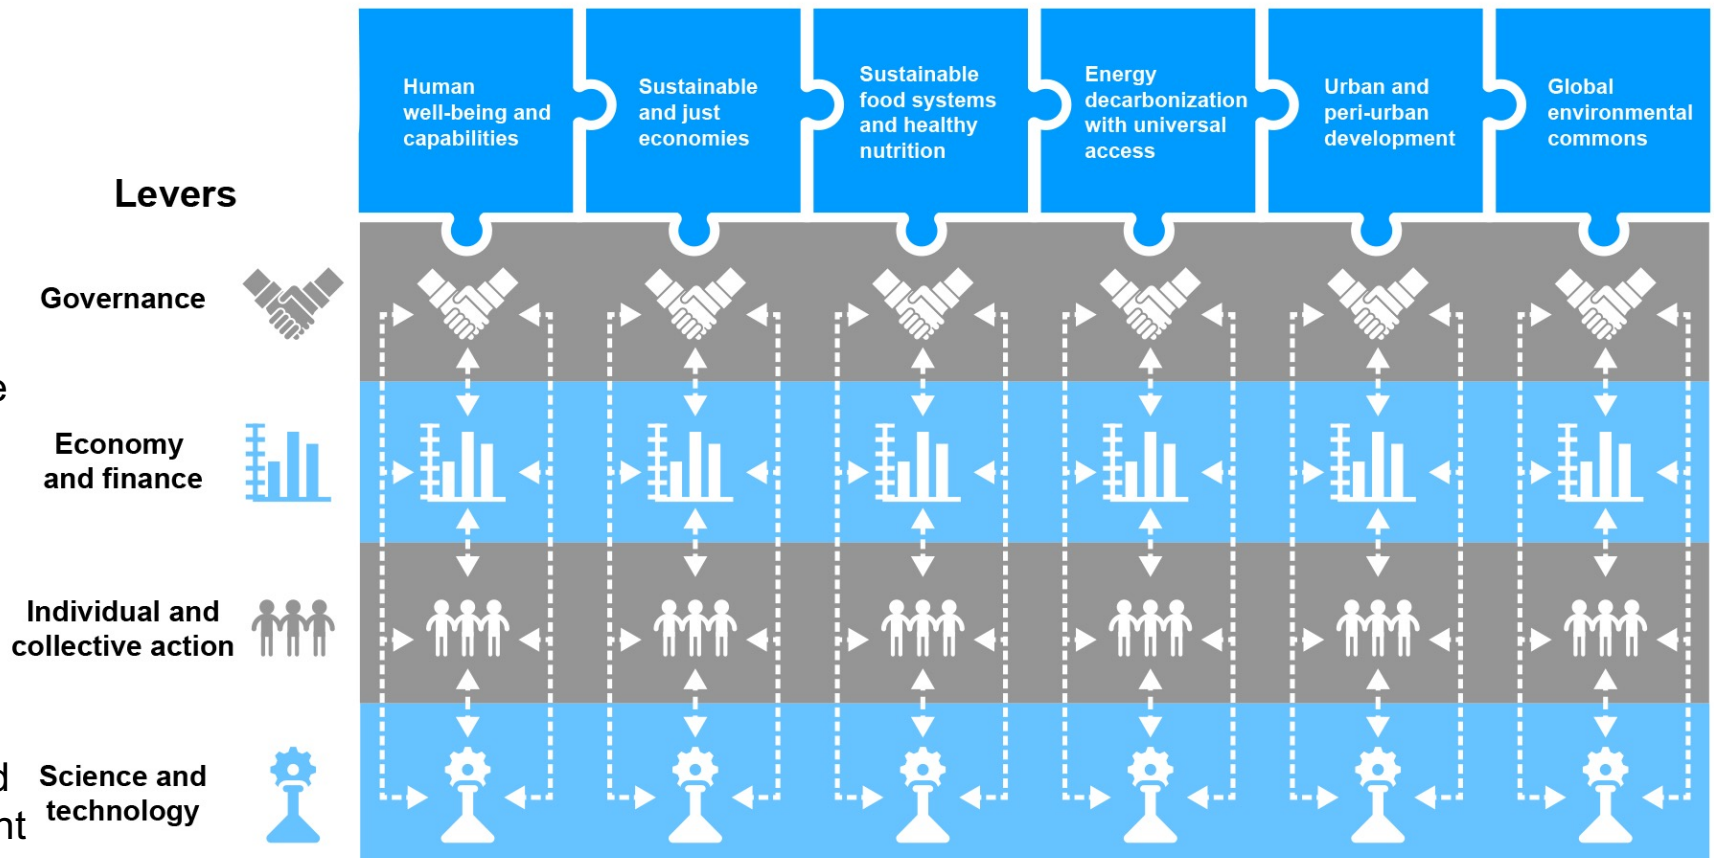 Human
well-being and
capabilities
Sustainable
and just
economies
Sustainable
food systems
and healthy
nutrition
Energy
decarbonization
with universal
access
Urban and
peri-urban
development
Global
environmental
commons
Levers
Governance
Economy
and finance
Individual and
collective action
Science and
technology